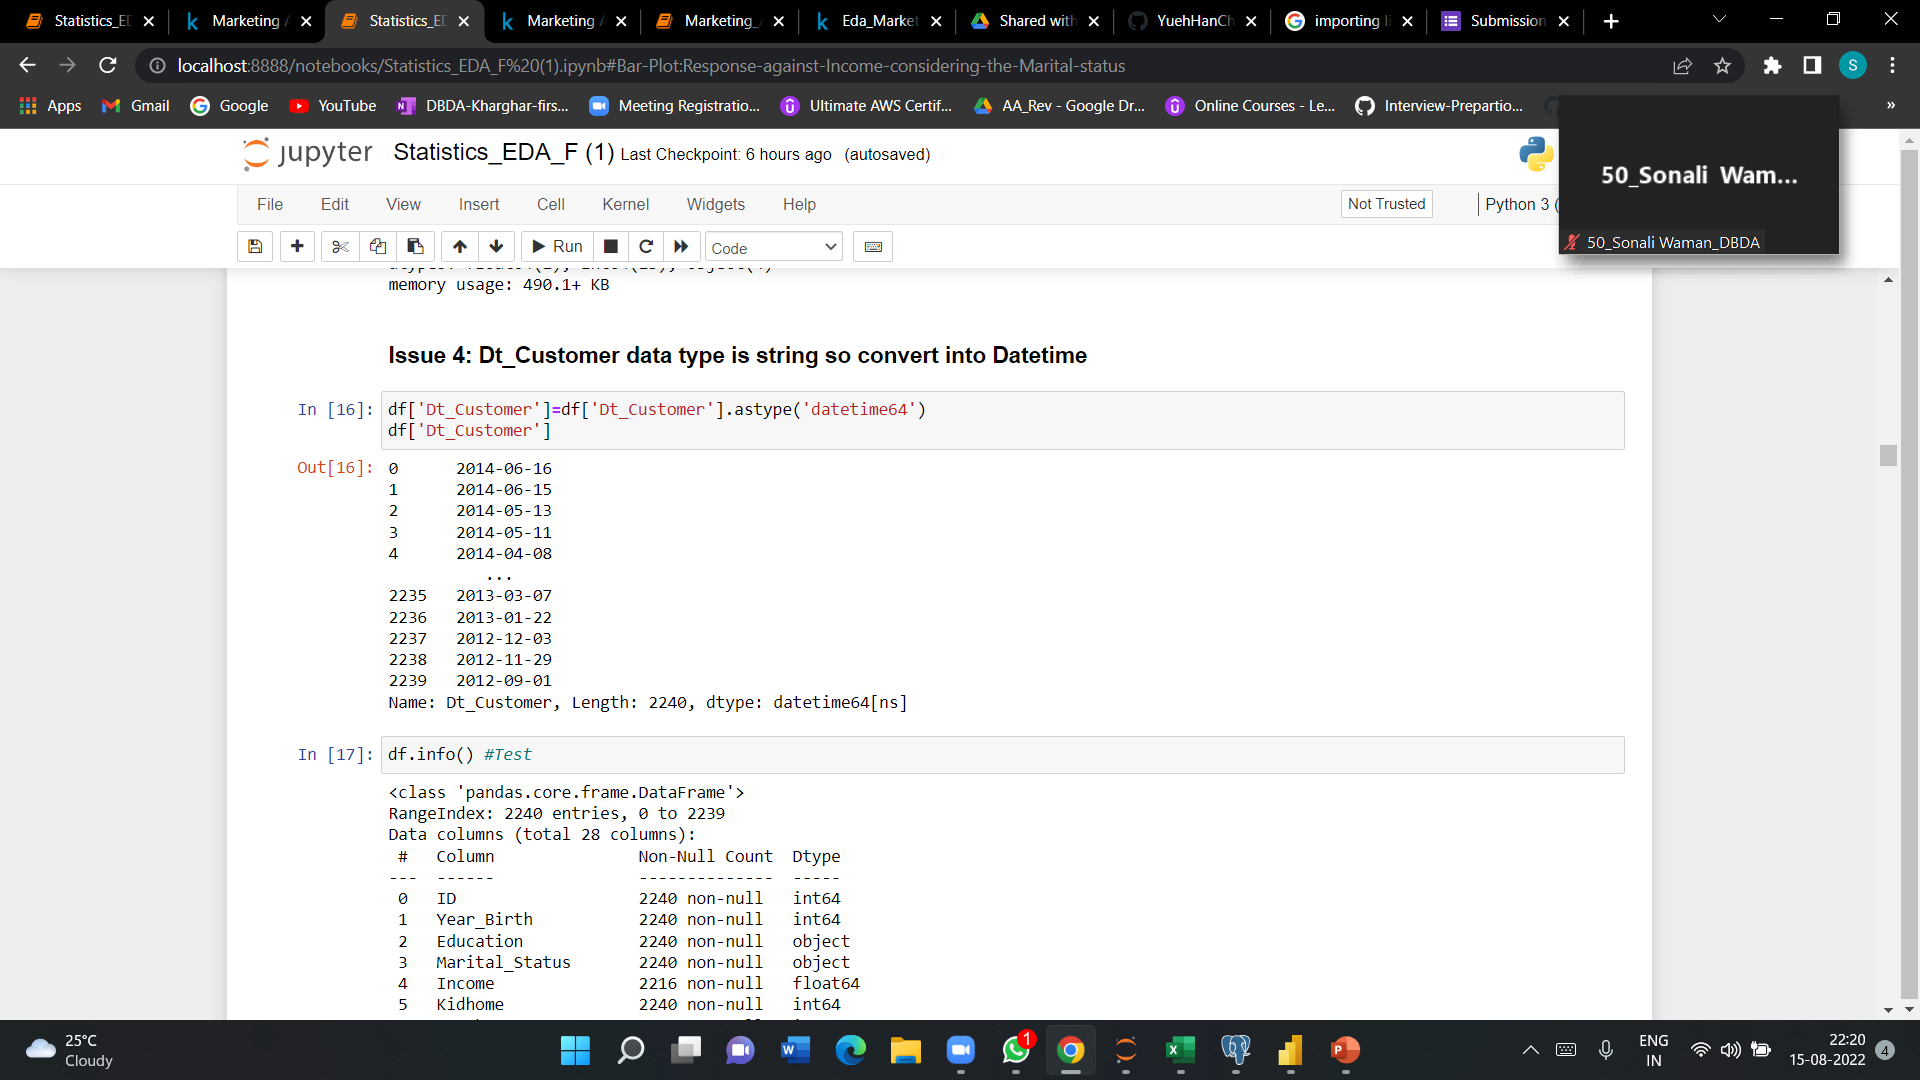 Statistics_ED
Marketing A
Statistics_ED
Marketing A
Marketing_A
Eda_Market
Shared with
YuehHanCh
importing li
Submission
localhost:8888/notebooks/Statistics_EDA_F%20(1).ipynb#Bar-Plot:Response-against-Income-considering-the-Marital-status
S
Apps
Gmail
Google
YouTube
DBDA-Kharghar-firs...
Meeting Registratio...
Ultimate AWS Certif...
AA_Rev - Google Dr...
Online Courses - Le...
Interview-Prepartio...
»
jupyter Statistics_EDA_F (1) Last Checkpoint: 6 hours ago (autosaved)
50_Sonali Wam...
50_Sonali Waman_DBDA
File Edit View Insert Cell Kernel Widgets Help
Not Trusted
Python 3 (
Run
Code
memory usage: 490.1+ KB
Issue 4: Dt_Customer data type is string so convert into Datetime
In [16]: df['Dt_Customer']=df['Dt_Customer'].astype('datetime64')
df['Dt_Customer']
Out[16]: 0 2014-06-16
1 2014-06-15
2 2014-05-13
3 2014-05-11
4 2014-04-08
...
2235 2013-03-07
2236 2013-01-22
2237 2012-12-03
2238 2012-11-29
2239 2012-09-01
Name: Dt_Customer, Length: 2240, dtype: datetime64[ns]
In [17]: df.info() #Test
<class 'pandas.core.frame.DataFrame'>
RangeIndex: 2240 entries, 0 to 2239
Data columns (total 28 columns):
# Column Non-Null Count Dtype
--- ------ -------------- -----
0 ID 2240 non-null int64
1 Year_Birth 2240 non-null int64
2 Education 2240 non-null object
3 Marital_Status 2240 non-null object
4 Income 2216 non-null float64
5 Kidhome 2240 non-null int64
25°C
Cloudy
1
ENG
IN
22:20
15-08-2022
4